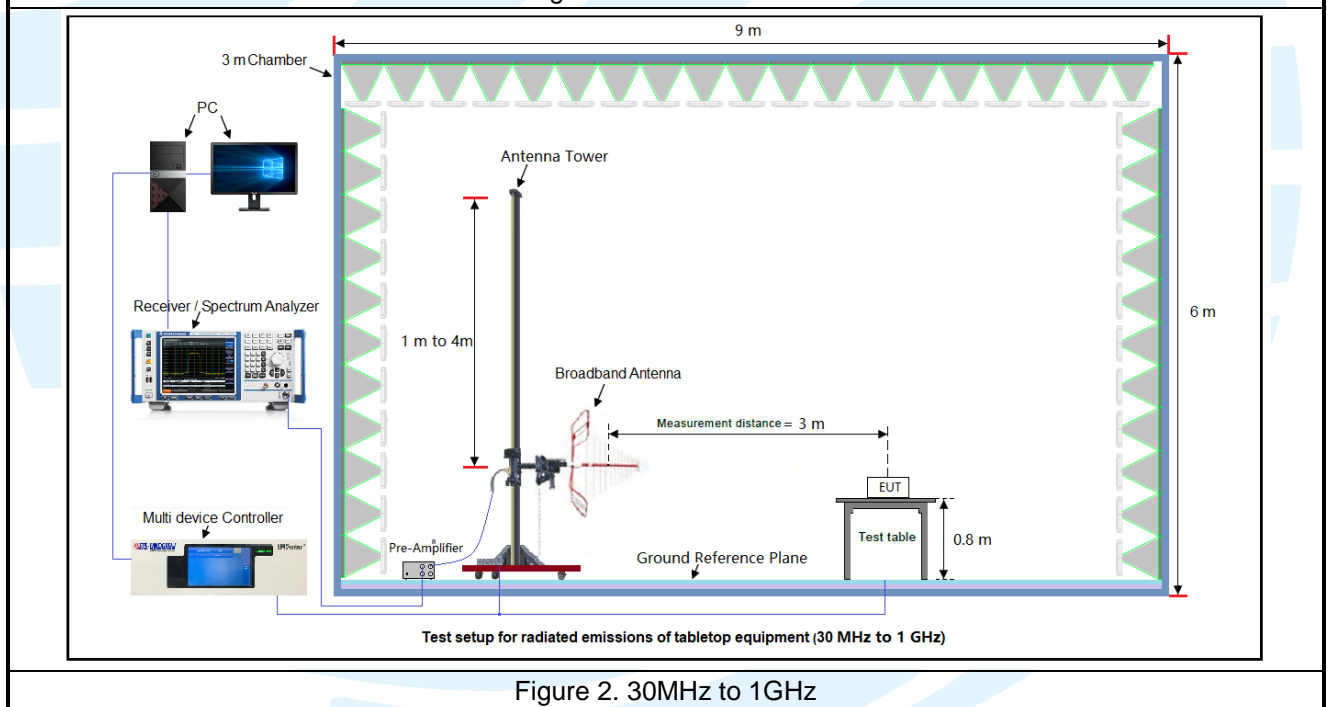 9 m
3 m Chamber
PC
Antenna Tower
6 m
Receiver / Spectrum Analyzer
1 m to 4m
Broadband Antenna
Measurement distance = 3 m
EUT
Multi device Controller
Test table
0.8 m
Pre-Amplifier
Ground Reference Plane
Test setup for radiated emissions of tabletop equipment (30 MHz to 1 GHz)
Figure 2. 30MHz to 1GHz